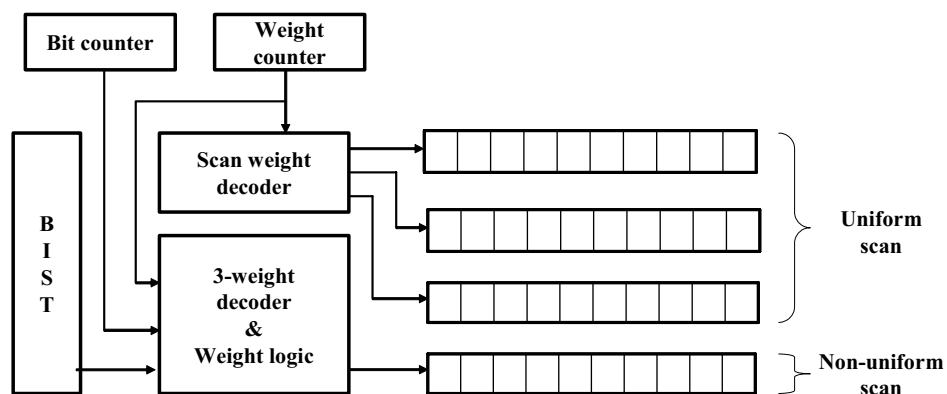 Bit counter
Weight
counter
Scan weight
decoder
B
I
S
T
3-weight
decoder
&
Weight logic
Uniform
scan
Non-uniform
scan